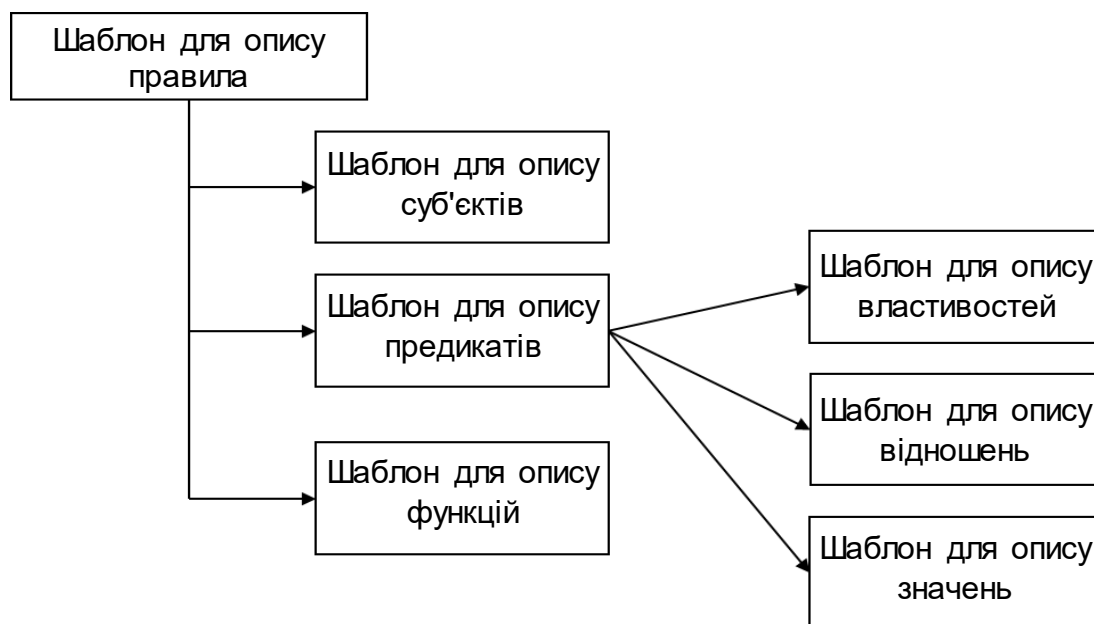 Шаблон для опису
правила
Шаблон для опису
суб'єктів
Шаблон для опису
предикатів
Шаблон для опису
функцій
Шаблон для опису
властивостей
Шаблон для опису
відношень
Шаблон для опису
значень